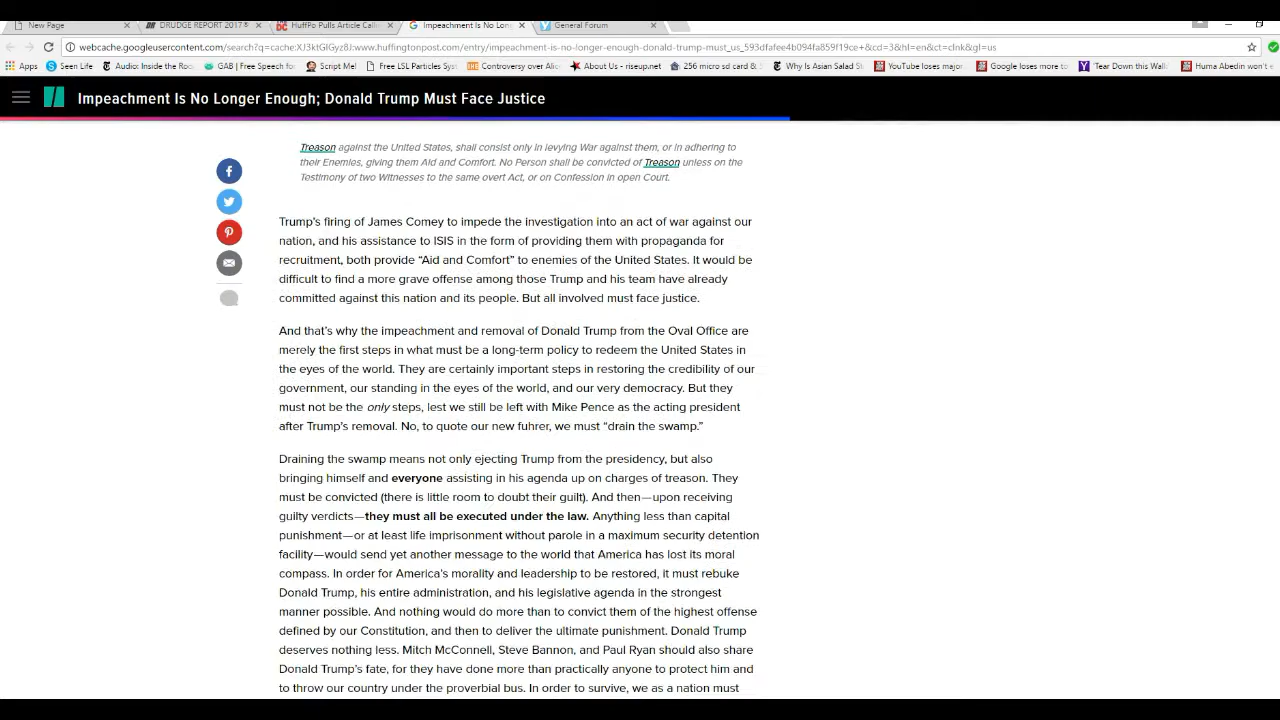 New Page
DRUDGE REPORT 2017®
HuffPo Pulls Article Calli
Impeachment Is No Long
General Forum
webcache.googleusercontent.com/search?q=cache:XJ3ktGIGyz8J:www.huffingtonpost.com/entry/impeachment-is-no-longer-enough-donald-trump-must_us_593dfafee4b094fa859f19ce+&cd=3&hl=en&ct=clnk&gl=us
Apps
Seen Life
Audio: Inside the Roo
GAB | Free Speech fo
Script Me!
Free LSL Particles Sys
Controversy over Alic
About Us - riseup.net
256 micro sd card &
Why Is Asian Salad S
YouTube loses major
Google loses more to
'Tear Down this Wall
Huma Abedin won't e
Impeachment Is No Longer Enough; Donald Trump Must Face Justice
Treason against the United States, shall consist only in levying War against them, or in adhering to
their Enemies, giving them Aid and Comfort. No Person shall be convicted of Treason unless on the
Testimony of two Witnesses to the same overt Act, or on Confession in open Court.
Trump's firing of James Comey to impede the investigation into an act of war against our
nation, and his assistance to ISIS in the form of providing them with propaganda for
recruitment, both provide “Aid and Comfort” to enemies of the United States. It would be
difficult to find a more grave offense among those Trump and his team have already
committed against this nation and its people. But all involved must face justice.
And that's why the impeachment and removal of Donald Trump from the Oval Office are
merely the first steps in what must be a long-term policy to redeem the United States in
the eyes of the world. They are certainly important steps in restoring the credibility of our
government, our standing in the eyes of the world, and our very democracy. But they
must not be the only steps, lest we still be left with Mike Pence as the acting president
after Trump's removal. No, to quote our new fuhrer, we must “drain the swamp.”
Draining the swamp means not only ejecting Trump from the presidency, but also
bringing himself and everyone assisting in his agenda up on charges of treason. They
must be convicted (there is little room to doubt their guilt). And then—upon receiving
guilty verdicts—they must all be executed under the law. Anything less than capital
punishment—or at least life imprisonment without parole in a maximum security detention
facility—would send yet another message to the world that America has lost its moral
compass. In order for America's morality and leadership to be restored, it must rebuke
Donald Trump, his entire administration, and his legislative agenda in the strongest
manner possible. And nothing would do more than to convict them of the highest offense
defined by our Constitution, and then to deliver the ultimate punishment. Donald Trump
deserves nothing less. Mitch McConnell, Steve Bannon, and Paul Ryan should also share
Donald Trump's fate, for they have done more than practically anyone to protect him and
to throw our country under the proverbial bus. In order to survive, we as a nation must